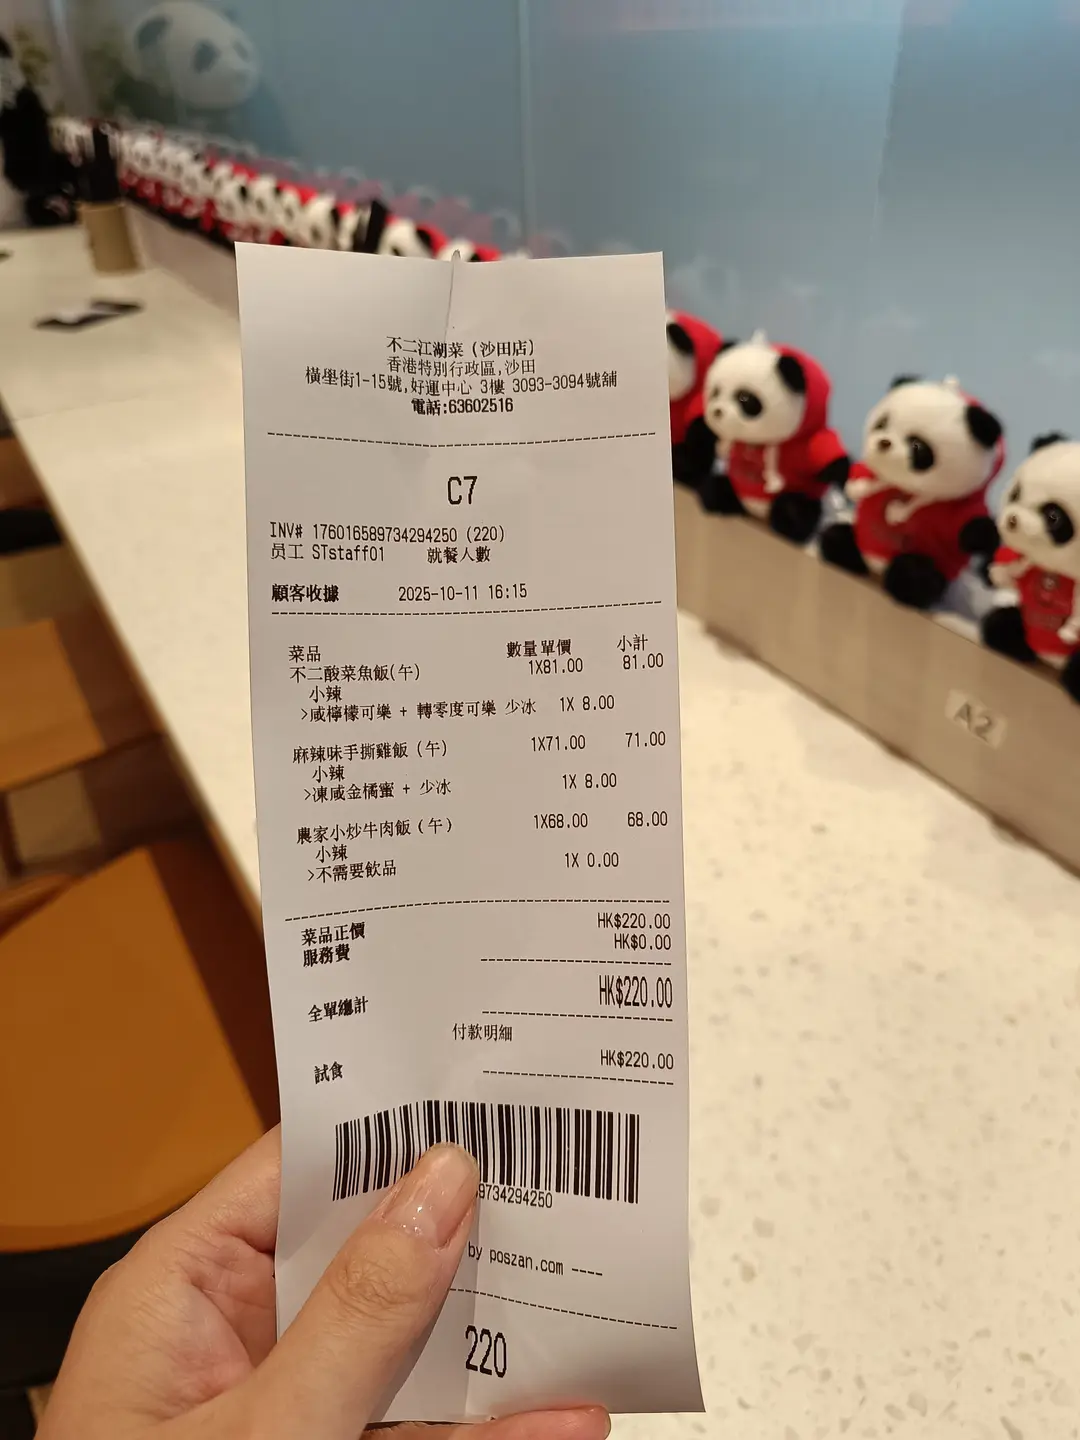 不二江湖菜 (沙田店)
香港特別行政區,沙田
橫壆街1-15號,好運中心 3樓 3093-3094號舖
電話:63602516
C7
INV# 176016589734294250 (220)
员工 STstaff01 就餐人數
顧客收據 2025-10-11 16:15
菜品 數量 單價 小計
不二酸菜魚飯(午) 1X81.00 81.00
小辣
>咸檸檬可樂 + 轉零度可樂 少冰 1X 8.00
麻辣味手撕雞飯 (午) 1X71.00 71.00
小辣
>凍咸金橘蜜 + 少冰 1X 8.00
農家小炒牛肉飯 (午) 1X68.00 68.00
小辣
>不需要飲品 1X 0.00
菜品正價 HK$220.00
服務費 HK$0.00
全單總計 HK$220.00
付款明細
試食 HK$220.00
9734294250
by poszan.com ----
220
A2